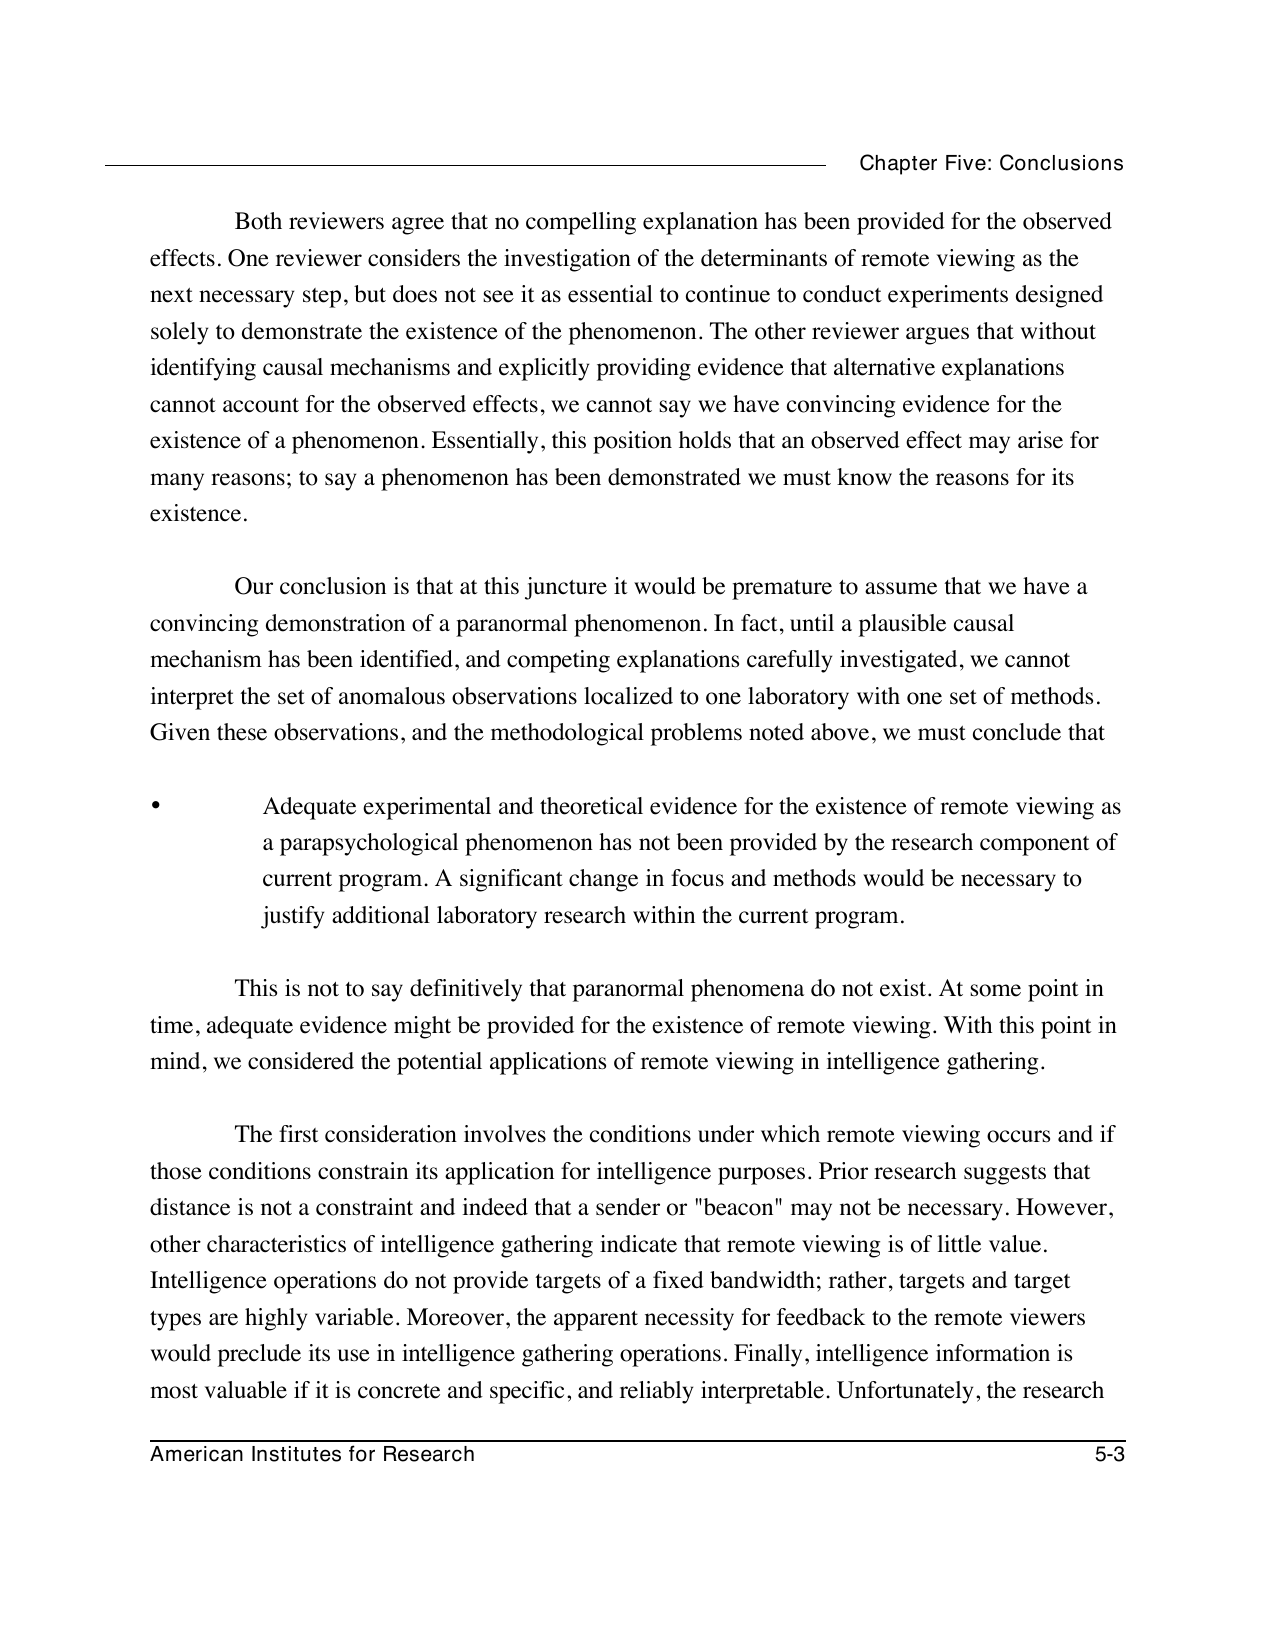 Chapter Five: Conclusions
Both reviewers agree that no compelling explanation has been provided for the observed
effects. One reviewer considers the investigation of the determinants of remote viewing as the
next necessary step, but does not see it as essential to continue to conduct experiments designed
solely to demonstrate the existence of the phenomenon. The other reviewer argues that without
identifying causal mechanisms and explicitly providing evidence that alternative explanations
cannot account for the observed effects, we cannot say we have convincing evidence for the
existence of a phenomenon. Essentially, this position holds that an observed effect may arise for
many reasons; to say a phenomenon has been demonstrated we must know the reasons for its
existence.
Our conclusion is that at this juncture it would be premature to assume that we have a
convincing demonstration of a paranormal phenomenon. In fact, until a plausible causal
mechanism has been identified, and competing explanations carefully investigated, we cannot
interpret the set of anomalous observations localized to one laboratory with one set of methods.
Given these observations, and the methodological problems noted above, we must conclude that
• Adequate experimental and theoretical evidence for the existence of remote viewing as
a parapsychological phenomenon has not been provided by the research component of
current program. A significant change in focus and methods would be necessary to
justify additional laboratory research within the current program.
This is not to say definitively that paranormal phenomena do not exist. At some point in
time, adequate evidence might be provided for the existence of remote viewing. With this point in
mind, we considered the potential applications of remote viewing in intelligence gathering.
The first consideration involves the conditions under which remote viewing occurs and if
those conditions constrain its application for intelligence purposes. Prior research suggests that
distance is not a constraint and indeed that a sender or "beacon" may not be necessary. However,
other characteristics of intelligence gathering indicate that remote viewing is of little value.
Intelligence operations do not provide targets of a fixed bandwidth; rather, targets and target
types are highly variable. Moreover, the apparent necessity for feedback to the remote viewers
would preclude its use in intelligence gathering operations. Finally, intelligence information is
most valuable if it is concrete and specific, and reliably interpretable. Unfortunately, the research
American Institutes for Research 5-3